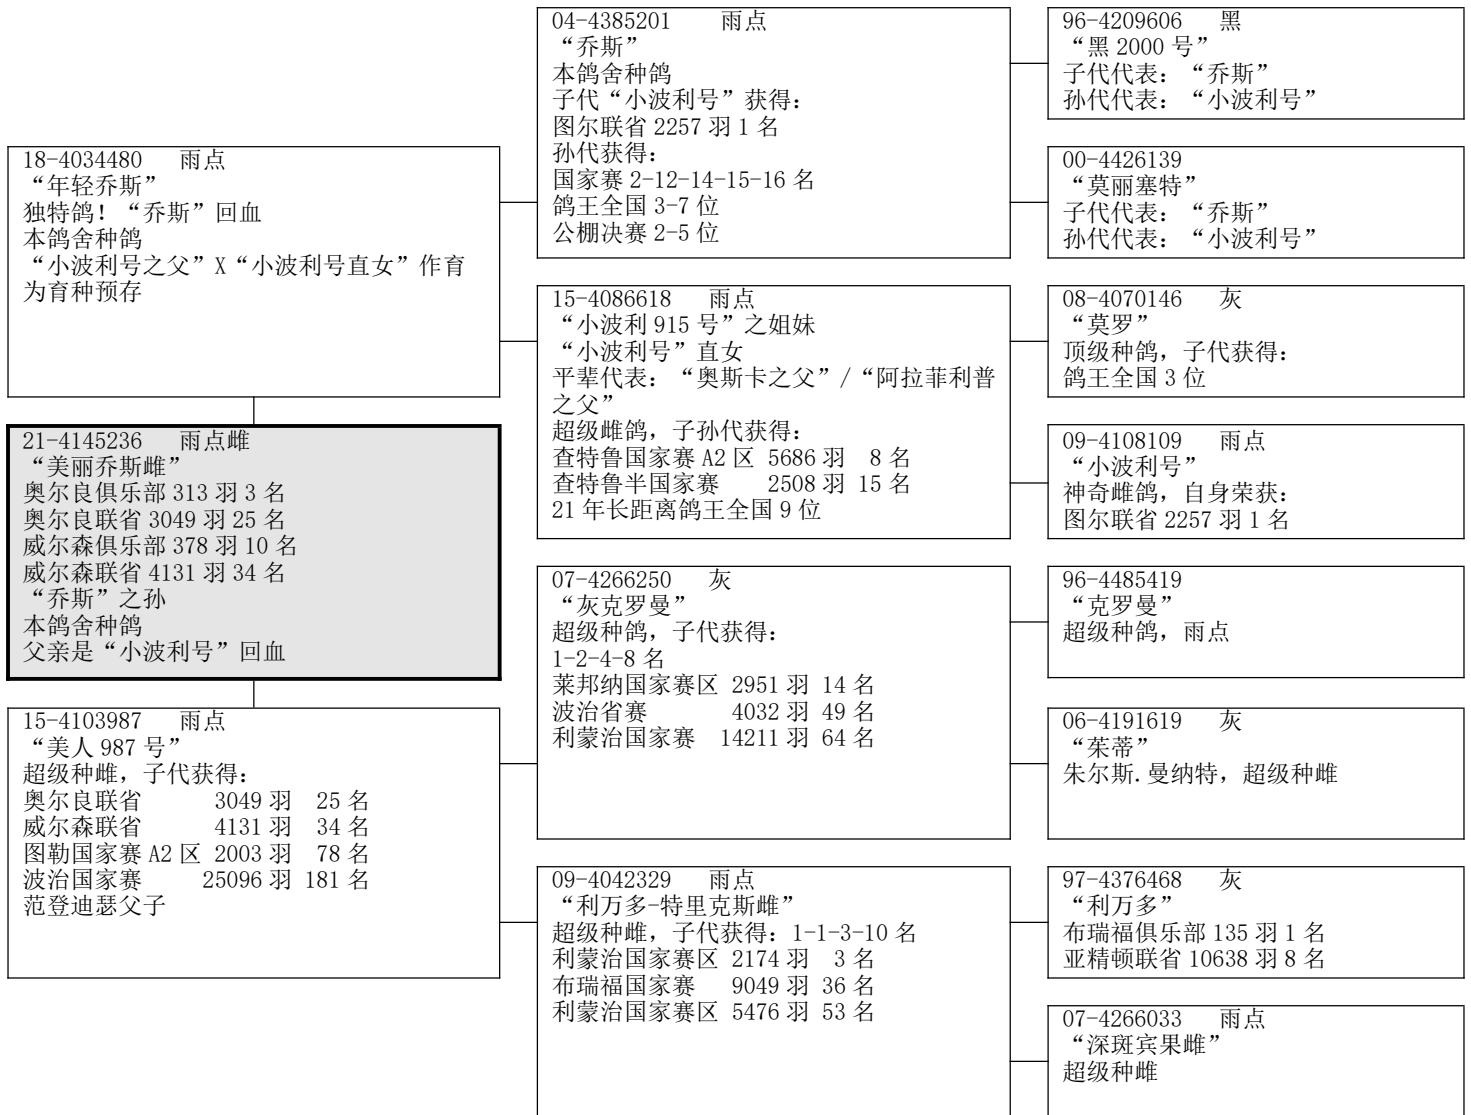 18-4034480 雨点
“年轻乔斯”
独特鸽！“乔斯”回血
本鸽舍种鸽
“小波利号之父”X“小波利号直女”作育
为育种预存
21-4145236 雨点雌
“美丽乔斯雌”
奥尔良俱乐部 313 羽 3 名
奥尔良联省 3049 羽 25 名
威尔森俱乐部 378 羽 10 名
威尔森联省 4131 羽 34 名
“乔斯”之孙
本鸽舍种鸽
父亲是“小波利号”回血
15-4103987 雨点
“美人 987 号”
超级种雌，子代获得：
奥尔良联省 3049 羽 25 名
威尔森联省 4131 羽 34 名
图勒国家赛 A2 区 2003 羽 78 名
波治国家赛 25096 羽 181 名
范登迪瑟父子
04-4385201 雨点
“乔斯”
本鸽舍种鸽
子代“小波利号”获得：
图尔联省 2257 羽 1 名
孙代获得：
国家赛 2-12-14-15-16 名
鸽王全国 3-7 位
公棚决赛 2-5 位
15-4086618 雨点
“小波利 915 号”之姐妹
“小波利号”直女
平辈代表：“奥斯卡之父”/“阿拉菲利普
之父”
超级雌鸽，子孙代获得：
查特鲁国家赛 A2 区 5686 羽 8 名
查特鲁半国家赛 2508 羽 15 名
21 年长距离鸽王全国 9 位
07-4266250 灰
“灰克罗曼”
超级种鸽，子代获得：
1-2-4-8 名
莱邦纳国家赛区 2951 羽 14 名
波治省赛 4032 羽 49 名
利蒙治国家赛 14211 羽 64 名
09-4042329 雨点
“利万多-特里克斯雌”
超级种雌，子代获得：1-1-3-10 名
利蒙治国家赛区 2174 羽 3 名
布瑞福国家赛 9049 羽 36 名
利蒙治国家赛区 5476 羽 53 名
96-4209606 黑
“黑 2000 号”
子代代表：“乔斯”
孙代代表：“小波利号”
00-4426139
“莫丽塞特”
子代代表：“乔斯”
孙代代表：“小波利号”
08-4070146 灰
“莫罗”
顶级种鸽，子代获得：
鸽王全国 3 位
09-4108109 雨点
“小波利号”
神奇雌鸽，自身荣获：
图尔联省 2257 羽 1 名
96-4485419
“克罗曼”
超级种鸽，雨点
06-4191619 灰
“茱蒂”
朱尔斯.曼纳特，超级种雌
97-4376468 灰
“利万多”
布瑞福俱乐部 135 羽 1 名
亚精顿联省 10638 羽 8 名
07-4266033 雨点
“深斑宾果雌”
超级种雌